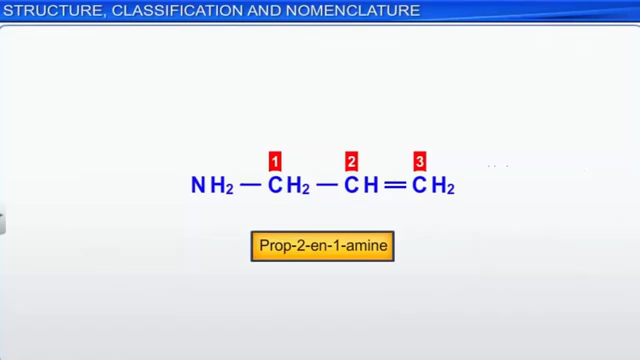 STRUCTURE, CLASSIFICATION AND NOMENCLATURE
1 2 3
NH₂ — CH₂ — CH = CH₂
Prop-2-en-1-amine